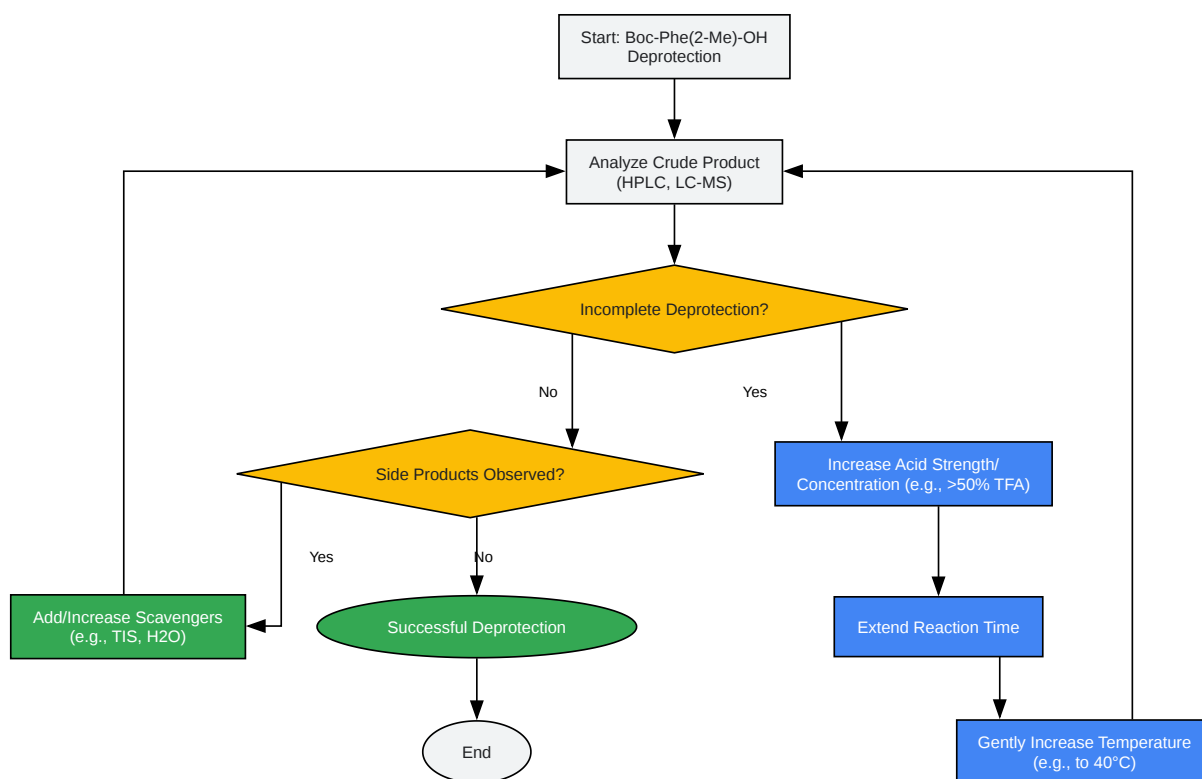 Start: Boc-Phe(2-Me)-OH
Deprotection
Analyze Crude Product
(HPLC, LC-MS)
Incomplete Deprotection?
No
Yes
Side Products Observed?
Increase Acid Strength/
Concentration (e.g., >50% TFA)
Yes
No
Add/Increase Scavengers
(e.g., TIS, H2O)
Successful Deprotection
Extend Reaction Time
End
Gently Increase Temperature
(e.g., to 40°C)